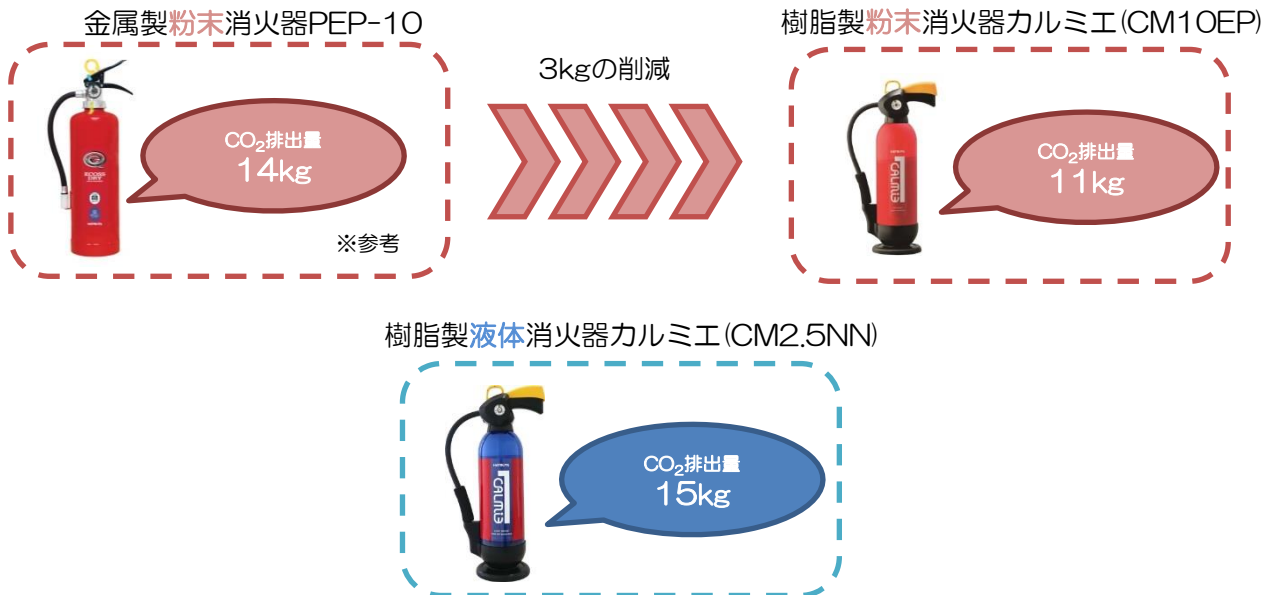 金属製粉末消火器PEP-10
CO2排出量
14kg
※参考
3kgの削減
樹脂製粉末消火器カルミエ(CM10EP)
CO2排出量
11kg
CALMIE
樹脂製液体消火器カルミエ(CM2.5NN)
CO2排出量
15kg
CALMIE